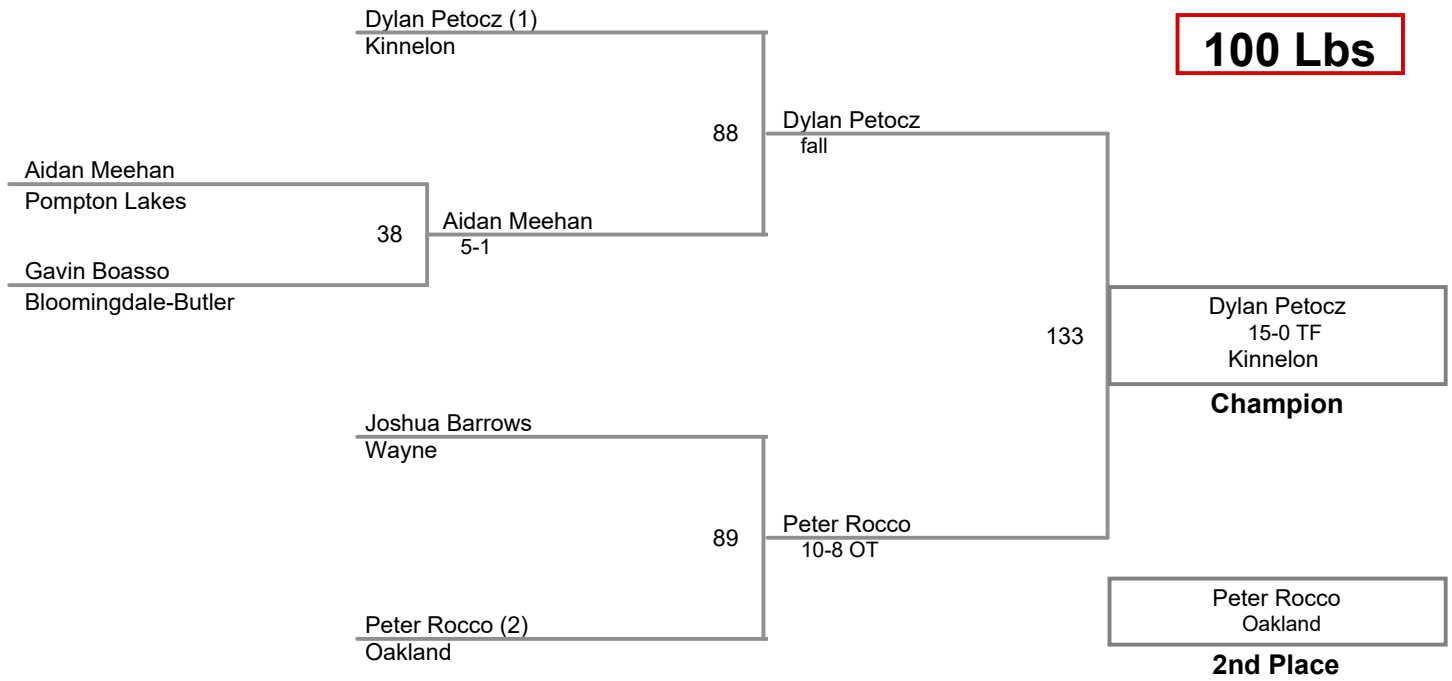 Dylan Petocz (1)
Kinnelon
100 Lbs
88
Dylan Petocz
fall
Aidan Meehan
Pompton Lakes
38
Aidan Meehan
5-1
Gavin Boasso
Bloomingdale-Butler
133
Dylan Petocz
15-0 TF
Kinnelon
Champion
Joshua Barrows
Wayne
89
Peter Rocco
10-8 OT
Peter Rocco (2)
Oakland
Peter Rocco
Oakland
2nd Place